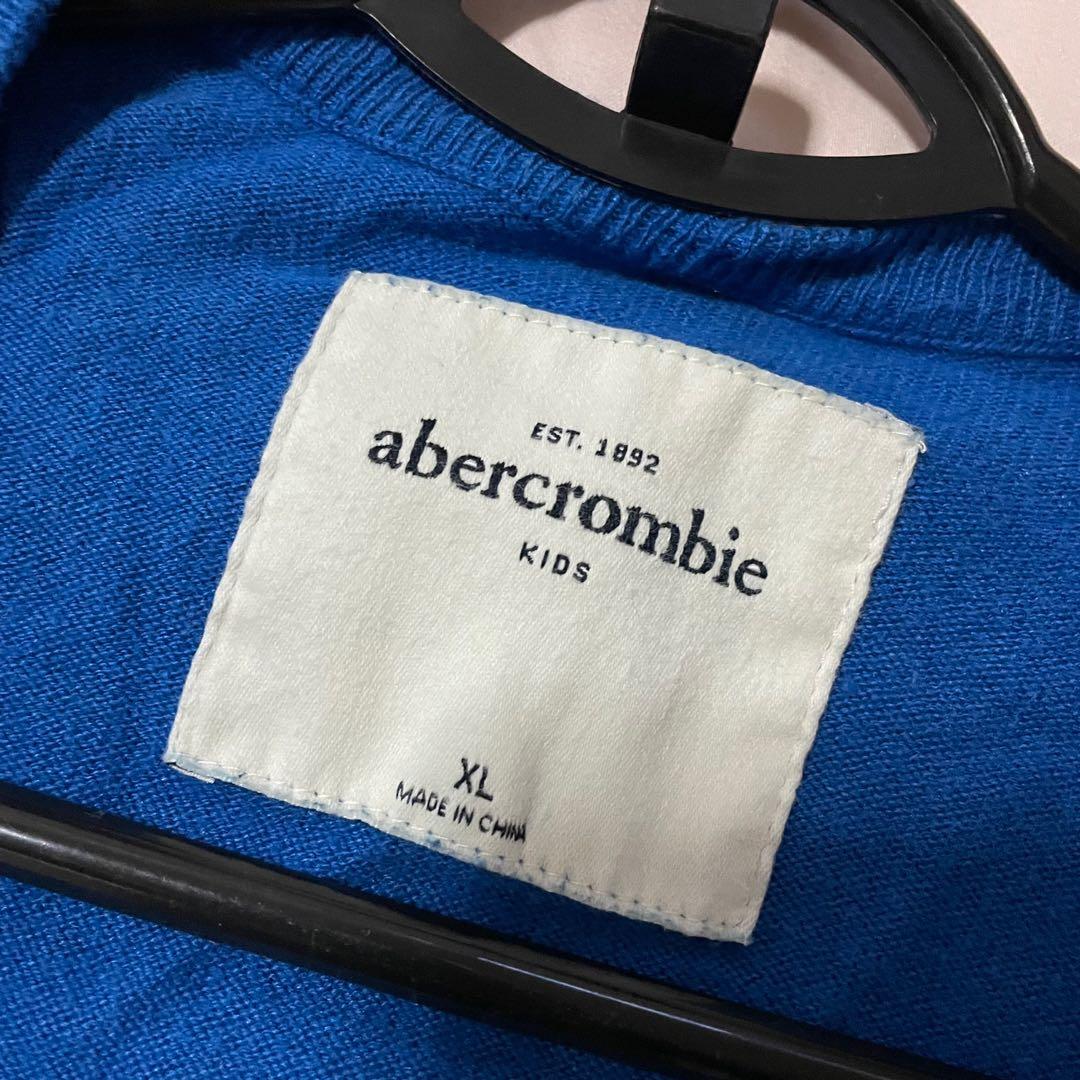 EST. 1892
abercrombie
KIDS
XL
MADE IN CHINA